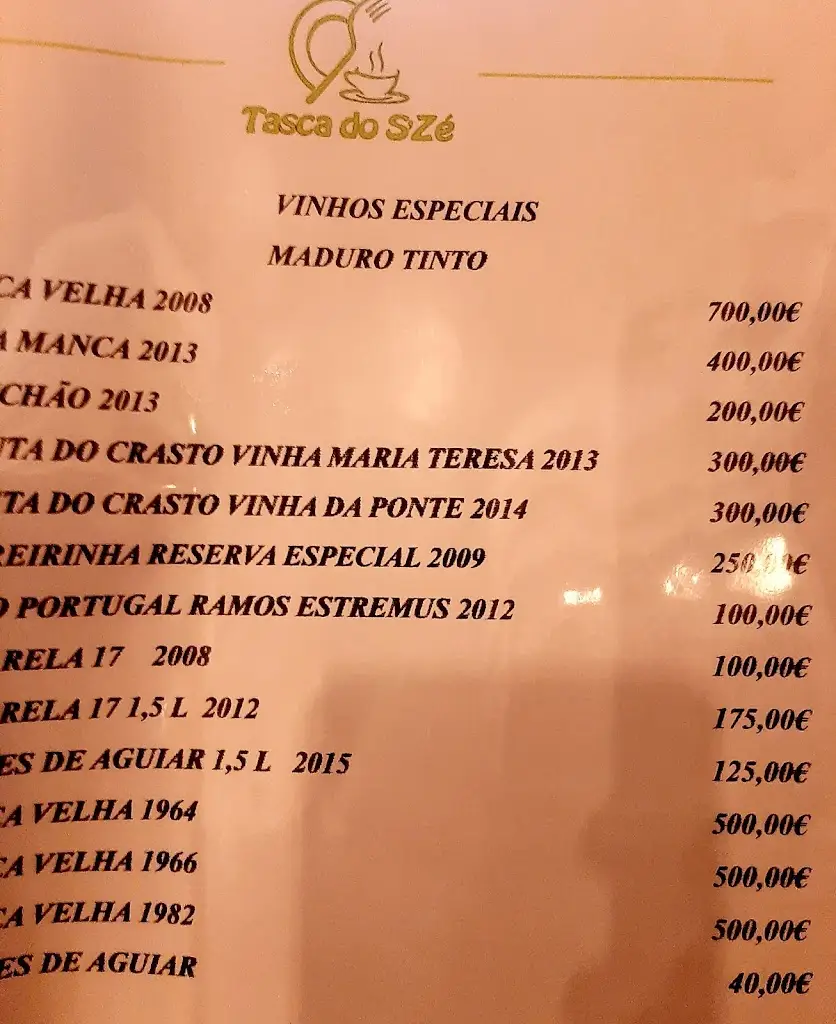 Tasca do S'Zé
VINHOS ESPECIAIS
MADURO TINTO
CA VELHA 2008 700,00€
A MANCA 2013 400,00€
CHÃO 2013 200,00€
TA DO CRASTO VINHA MARIA TERESA 2013 300,00€
TA DO CRASTO VINHA DA PONTE 2014 300,00€
REIRINHA RESERVA ESPECIAL 2009
O PORTUGAL RAMOS ESTREMUS 2012 100,00€
RELA 17 2008 100,00€
RELA 17 1,5 L 2012 175,00€
ES DE AGUIAR 1,5 L 2015 125,00€
CA VELHA 1964 500,00€
CA VELHA 1966 500,00€
CA VELHA 1982 500,00€
ES DE AGUIAR 40,00€